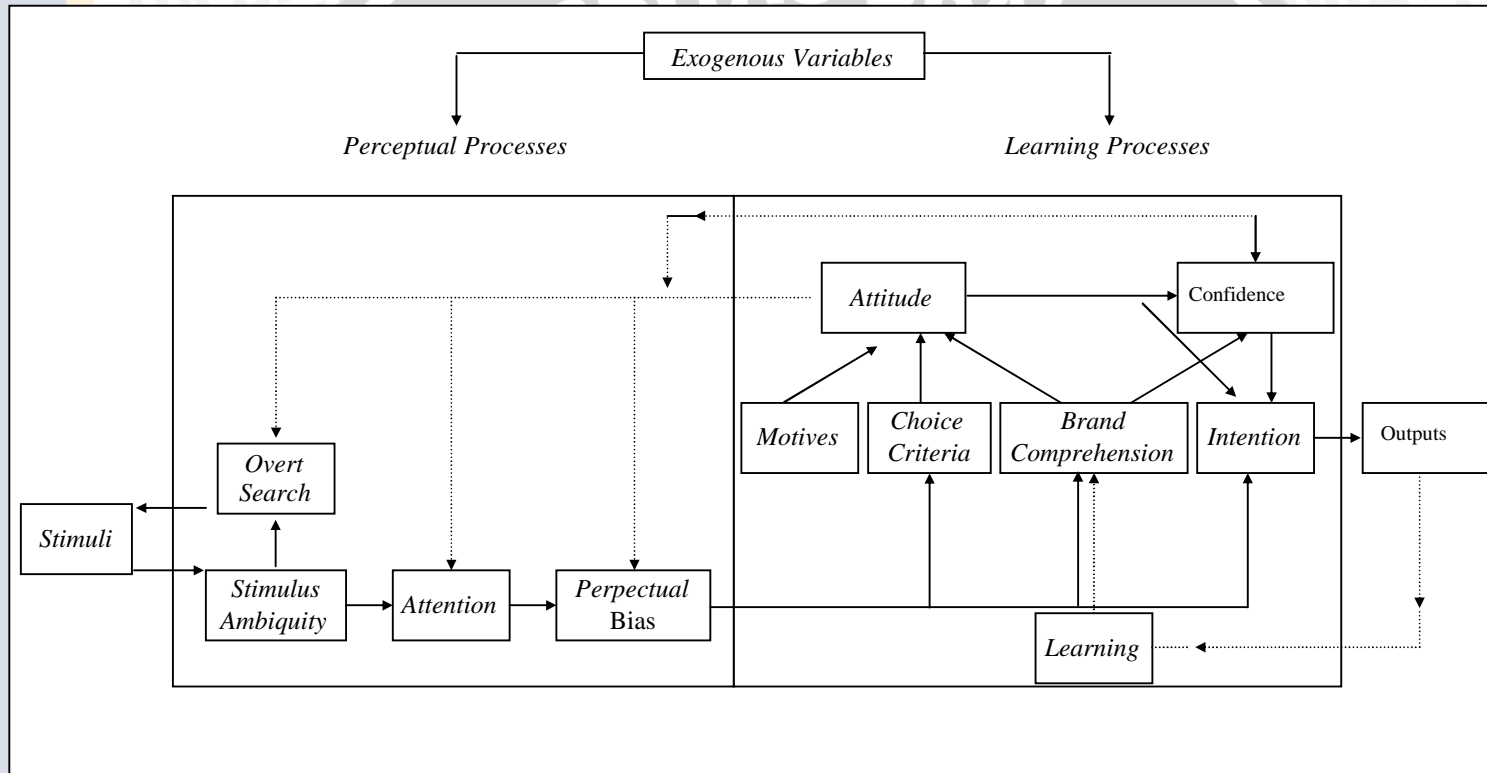 Exogenous Variables
Perceptual Processes
Learning Processes
Attitude
Confidence
Motives
Choice
Criteria
Brand
Comprehension
Intention
Outputs
Overt
Search
Stimuli
Stimulus
Ambiquity
Attention
Perpectual
Bias
Learning